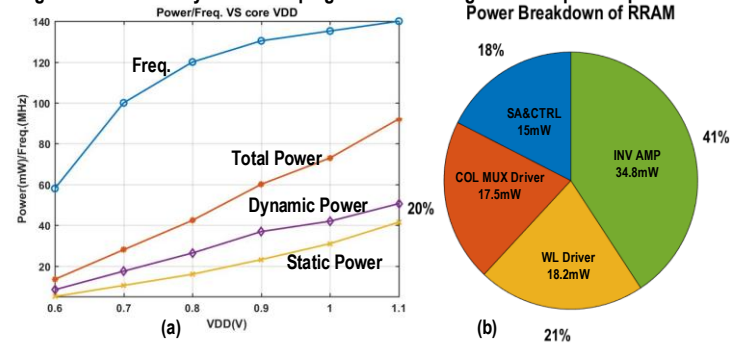 Power/Freq. VS core VDD
140
120
100
80
60
40
20
Power(mW)/Freq.(MHz)
Freq.
Total Power
Dynamic Power
Static Power
0.6
0.7
0.8
0.9
1
1.1
VDD(V)
(a)
Power Breakdown of RRAM
18%
SA&CTRL
15mW
41%
INV AMP
34.8mW
COL MUX Driver
17.5mW
20%
WL Driver
18.2mW
21%
(b)